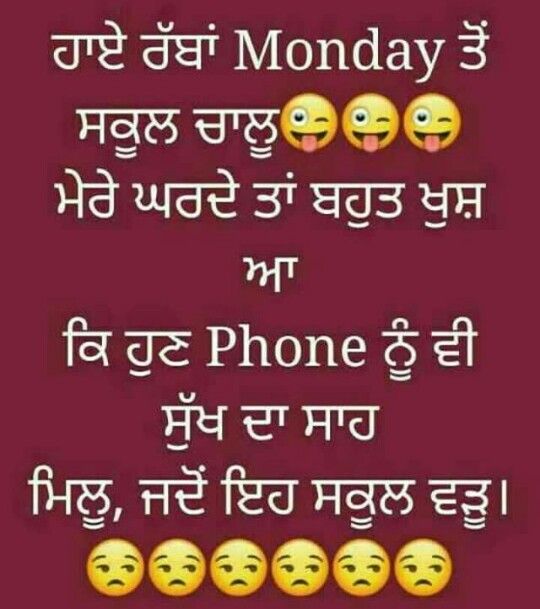 ਹਾਏ ਰੱਬਾਂ Monday ਤੋਂ
ਸਕੂਲ ਚਾਲੂ😜😜😜
ਮੇਰੇ ਘਰਦੇ ਤਾਂ ਬਹੁਤ ਖੁਸ਼
ਆ
ਕਿ ਹੁਣ Phone ਨੂੰ ਵੀ
ਸੁੱਖ ਦਾ ਸਾਹ
ਮਿਲੂ, ਜਦੋਂ ਇਹ ਸਕੂਲ ਵੜੂ।
😒😒😒😒😒😒